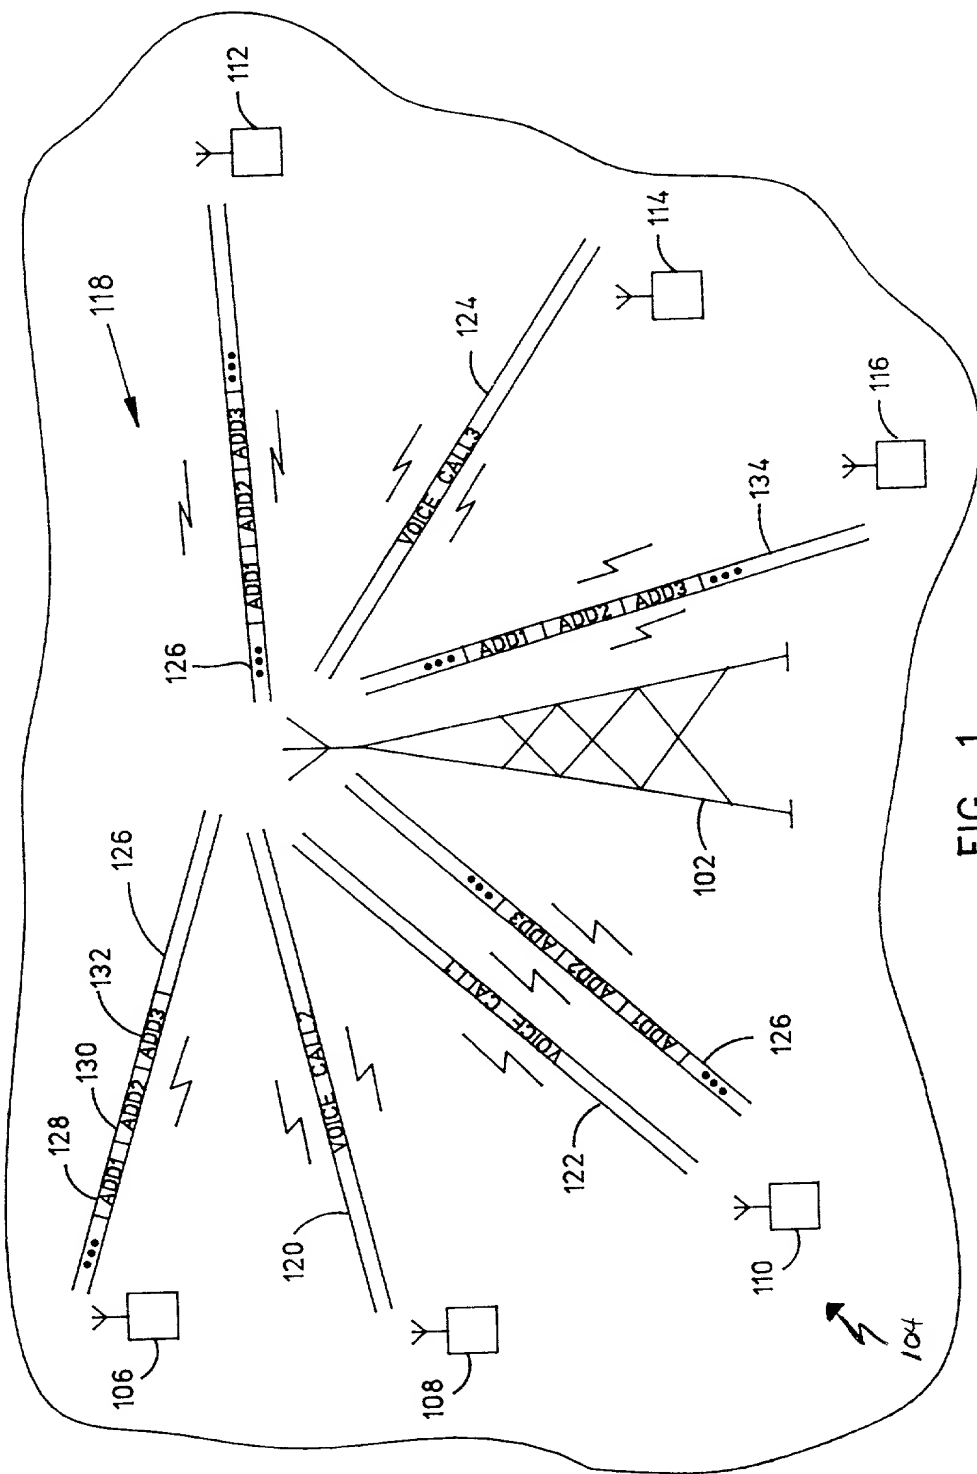 112
118
126
... | ADD1 | ADD2 | ADD3 | ...
124
VOICE CALL3
114
116
134
... | ADD1 | ADD2 | ADD3 | ...
102
126
132
130
128
... | ADD1 | ADD2 | ADD3 |
VOICE CALL2
120
VOICE CALL1
122
... | ADD1 | ADD2 | ADD3 | ...
126
106
108
110
104
FIG. 1